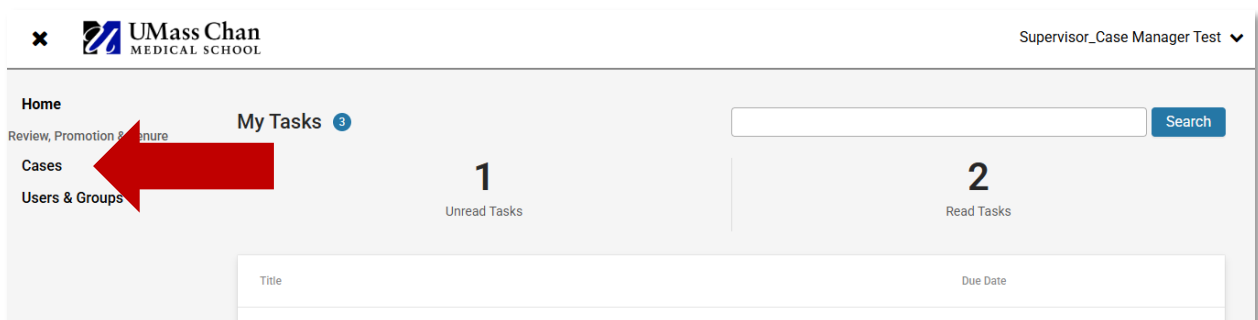 UMass Chan
MEDICAL SCHOOL
Supervisor_Case Manager Test
Home
Review, Promotion &
My Tasks 3
Search
Cases
Users & Groups
1
Unread Tasks
2
Read Tasks
Title
Due Date